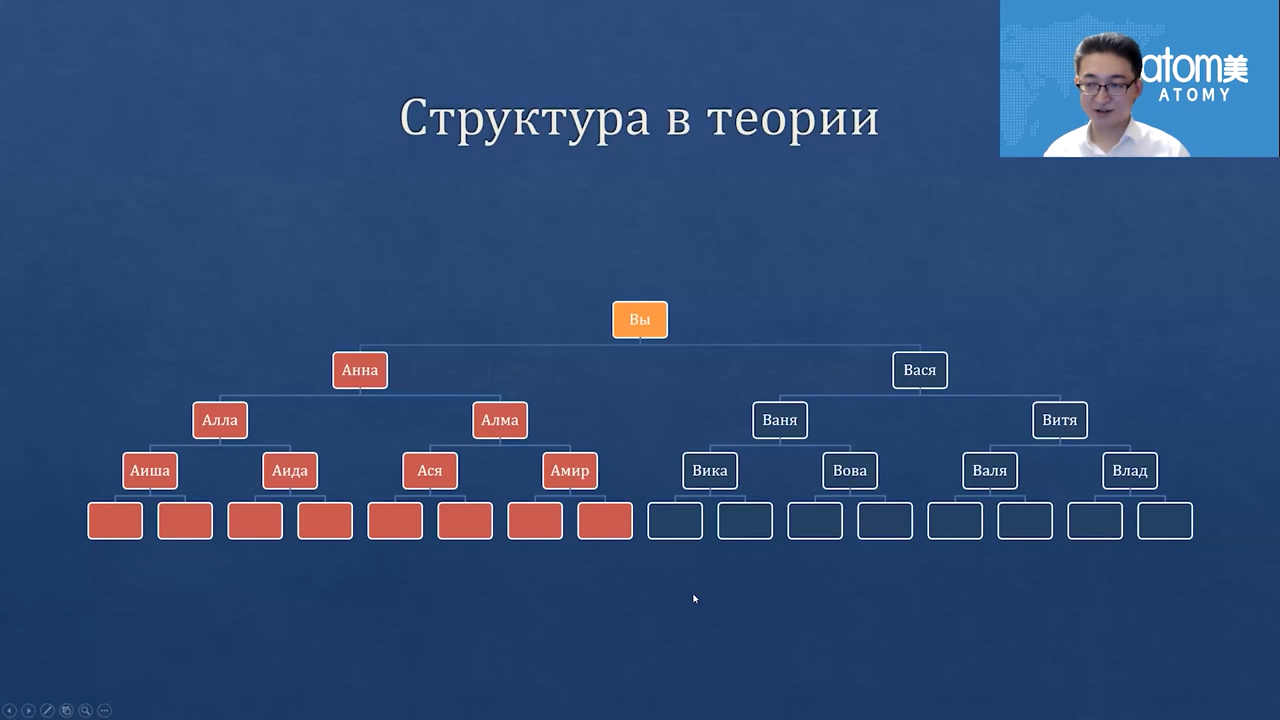 Структура в теории
atom美
ATOMY
Вы
Анна
Вася
Алла
Алма
Ваня
Витя
Аиша
Аида
Ася
Амир
Вика
Вова
Валя
Влад